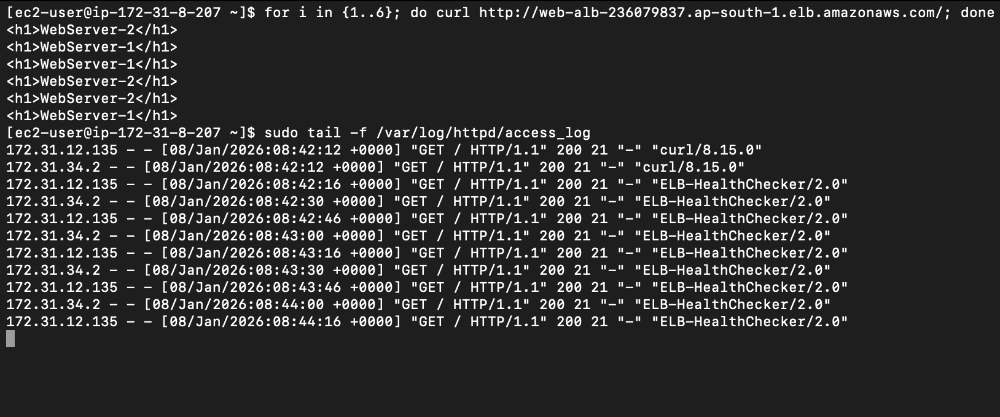 [ec2-user@ip-172-31-8-207 ~]$ for i in {1..6}; do curl http://web-alb-236079837.ap-south-1.elb.amazonaws.com/; done
<h1>WebServer-2</h1>
<h1>WebServer-1</h1>
<h1>WebServer-1</h1>
<h1>WebServer-2</h1>
<h1>WebServer-2</h1>
<h1>WebServer-1</h1>
[ec2-user@ip-172-31-8-207 ~]$ sudo tail -f /var/log/httpd/access_log
172.31.12.135 - - [08/Jan/2026:08:42:12 +0000] "GET / HTTP/1.1" 200 21 "-" "curl/8.15.0"
172.31.34.2 - - [08/Jan/2026:08:42:12 +0000] "GET / HTTP/1.1" 200 21 "-" "curl/8.15.0"
172.31.12.135 - - [08/Jan/2026:08:42:16 +0000] "GET / HTTP/1.1" 200 21 "-" "ELB-HealthChecker/2.0"
172.31.34.2 - - [08/Jan/2026:08:42:30 +0000] "GET / HTTP/1.1" 200 21 "-" "ELB-HealthChecker/2.0"
172.31.12.135 - - [08/Jan/2026:08:42:46 +0000] "GET / HTTP/1.1" 200 21 "-" "ELB-HealthChecker/2.0"
172.31.34.2 - - [08/Jan/2026:08:43:00 +0000] "GET / HTTP/1.1" 200 21 "-" "ELB-HealthChecker/2.0"
172.31.12.135 - - [08/Jan/2026:08:43:16 +0000] "GET / HTTP/1.1" 200 21 "-" "ELB-HealthChecker/2.0"
172.31.34.2 - - [08/Jan/2026:08:43:30 +0000] "GET / HTTP/1.1" 200 21 "-" "ELB-HealthChecker/2.0"
172.31.12.135 - - [08/Jan/2026:08:43:46 +0000] "GET / HTTP/1.1" 200 21 "-" "ELB-HealthChecker/2.0"
172.31.34.2 - - [08/Jan/2026:08:44:00 +0000] "GET / HTTP/1.1" 200 21 "-" "ELB-HealthChecker/2.0"
172.31.12.135 - - [08/Jan/2026:08:44:16 +0000] "GET / HTTP/1.1" 200 21 "-" "ELB-HealthChecker/2.0"